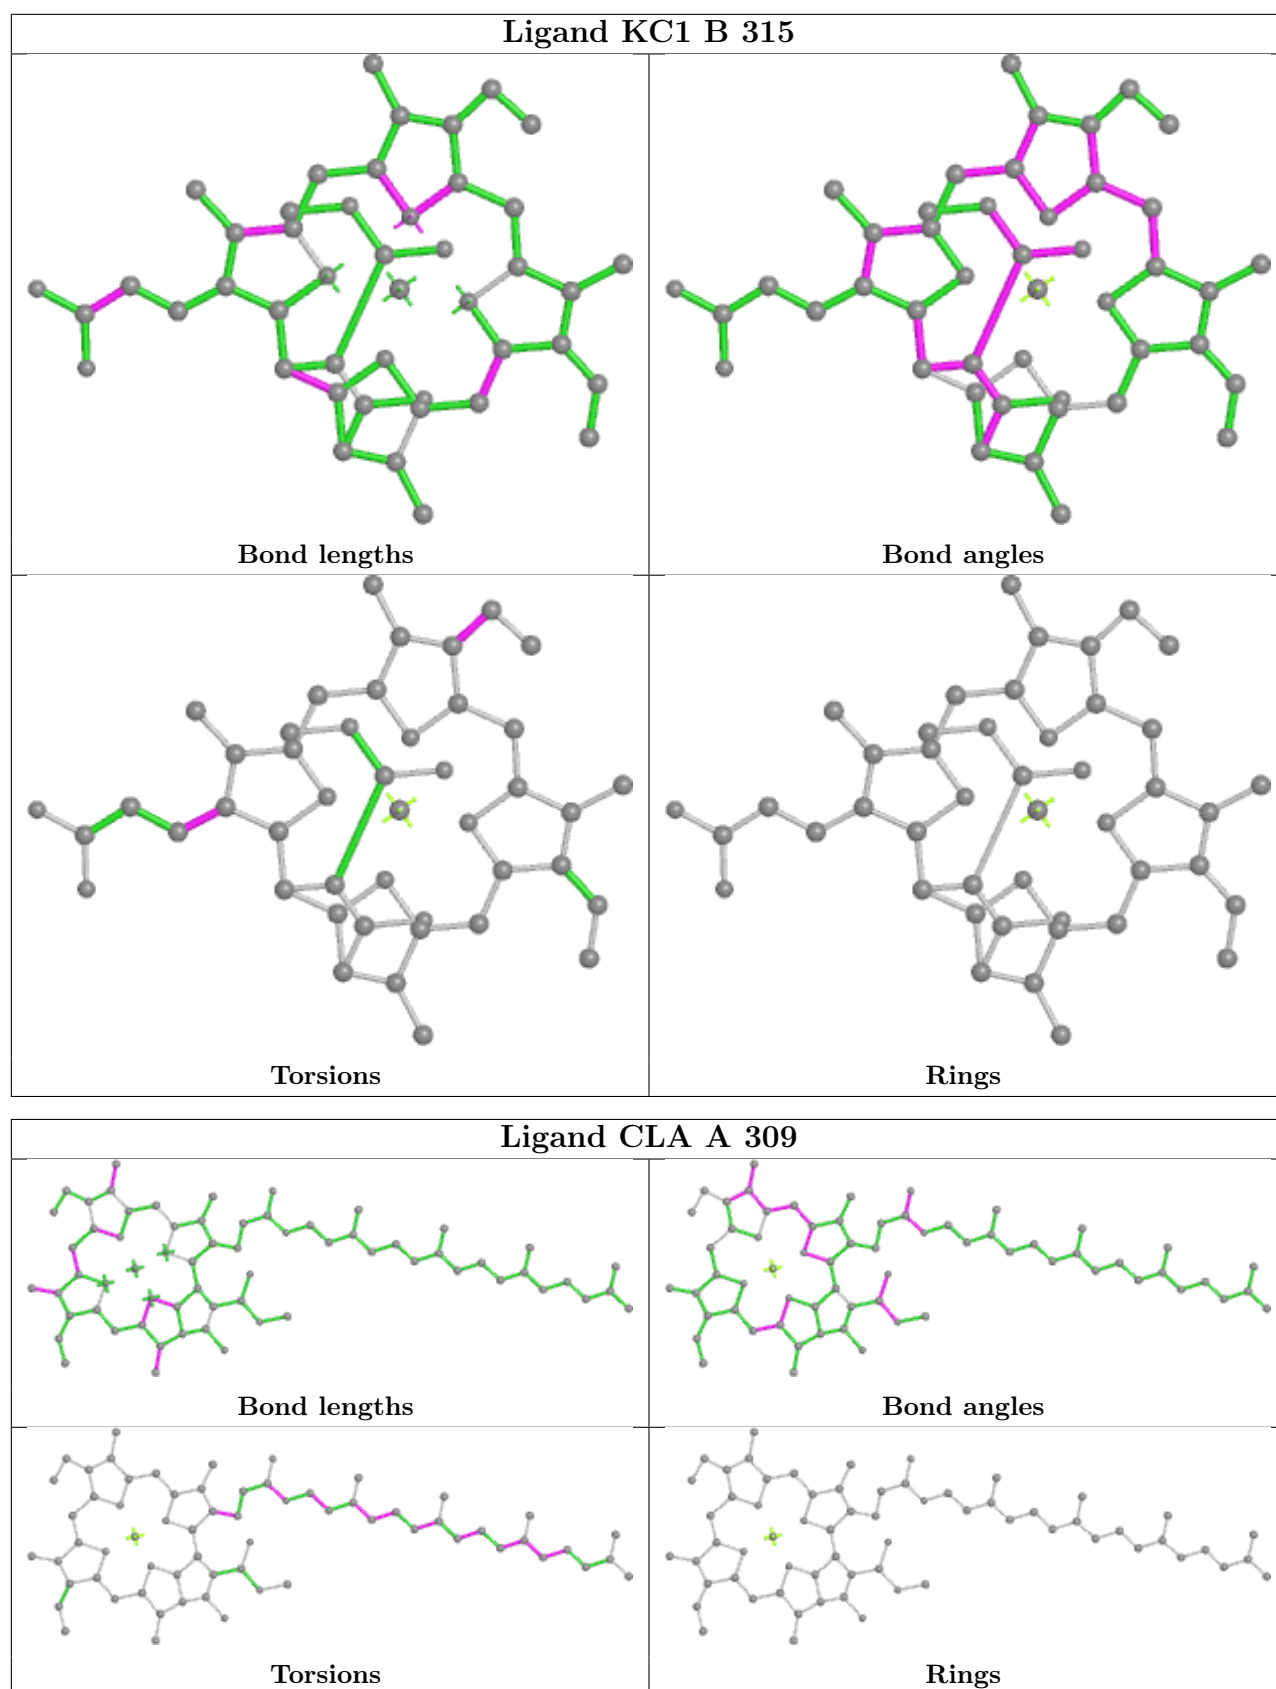 Ligand KC1 B 315
Bond lengths
Bond angles
Torsions
Rings
Ligand CLA A 309
Bond lengths
Bond angles
Torsions
Rings